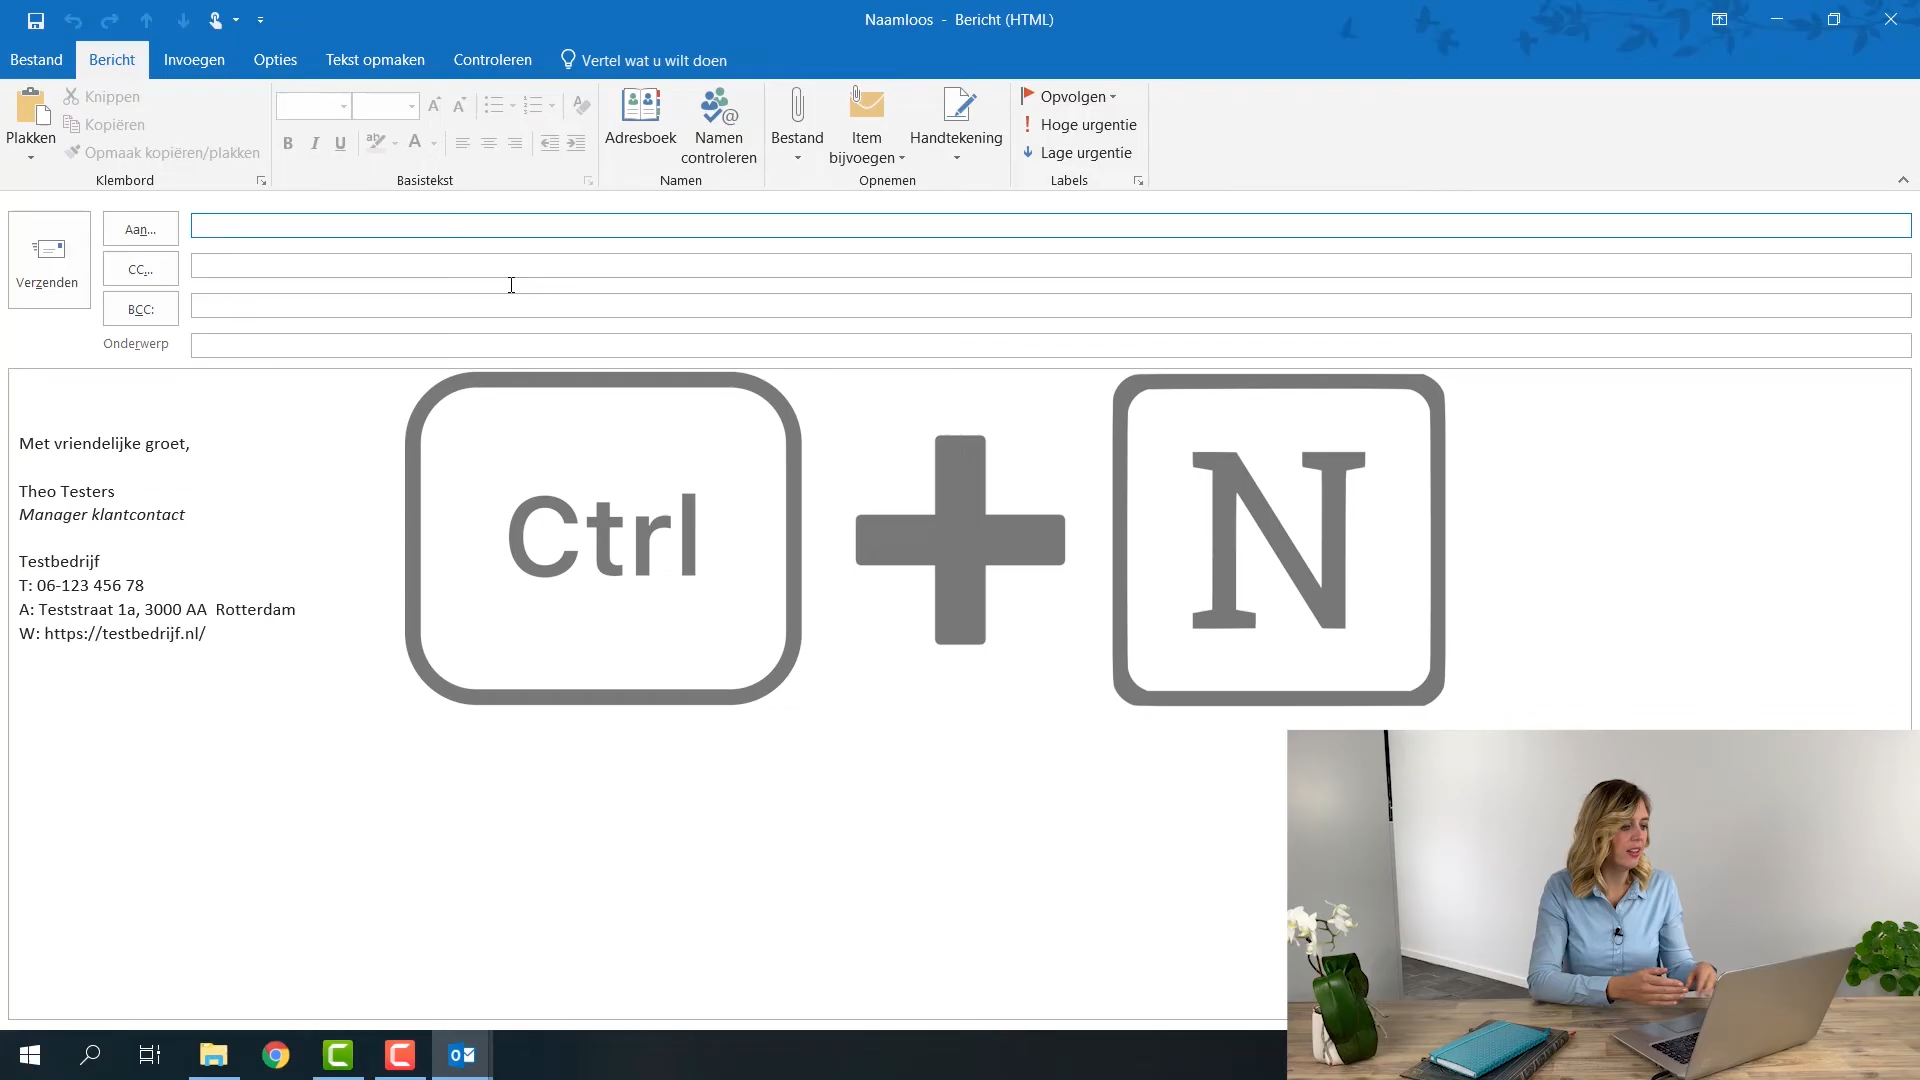 Naamloos - Bericht (HTML)
Bestand Bericht Invoegen Opties Tekst opmaken Controleren Vertel wat u wilt doen
Plakken
Knippen
Kopiëren
Opmaak kopiëren/plakken
Klembord
B I U A
Basistekst
Adresboek
Namen
controleren
Namen
Bestand
Item
bijvoegen
Handtekening
Opnemen
Opvolgen
Hoge urgentie
Lage urgentie
Labels
Verzenden
Aan...
CC...
BCC:
Onderwerp
Met vriendelijke groet,
Theo Testers
Manager klantcontact
Testbedrijf
T: 06-123 456 78
A: Teststraat 1a, 3000 AA Rotterdam
W: https://testbedrijf.nl/
Ctrl + N